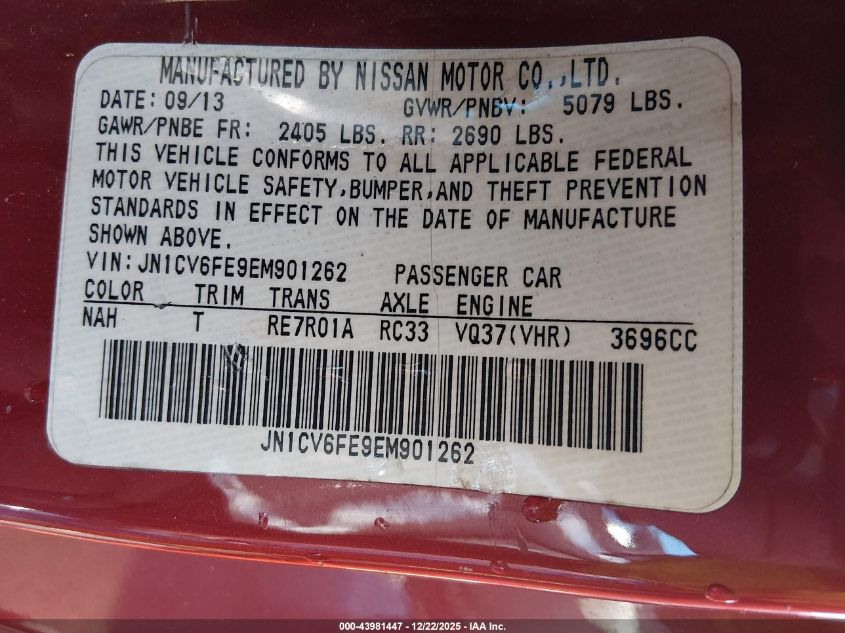 MANUFACTURED BY NISSAN MOTOR CO.,LTD.
DATE: 09/13 GVWR/PNBV: 5079 LBS.
GAWR/PNBE FR: 2405 LBS. RR: 2690 LBS.
THIS VEHICLE CONFORMS TO ALL APPLICABLE FEDERAL
MOTOR VEHICLE SAFETY,BUMPER,AND THEFT PREVENTION
STANDARDS IN EFFECT ON THE DATE OF MANUFACTURE
SHOWN ABOVE.
VIN:JN1CV6FE9EM901262 PASSENGER CAR
COLOR TRIM TRANS AXLE ENGINE
NAH T RE7R01A RC33 VQ37(VHR) 3696CC
JN1CV6FE9EM901262
000-43981447 - 12/22/2025 - IAA Inc.